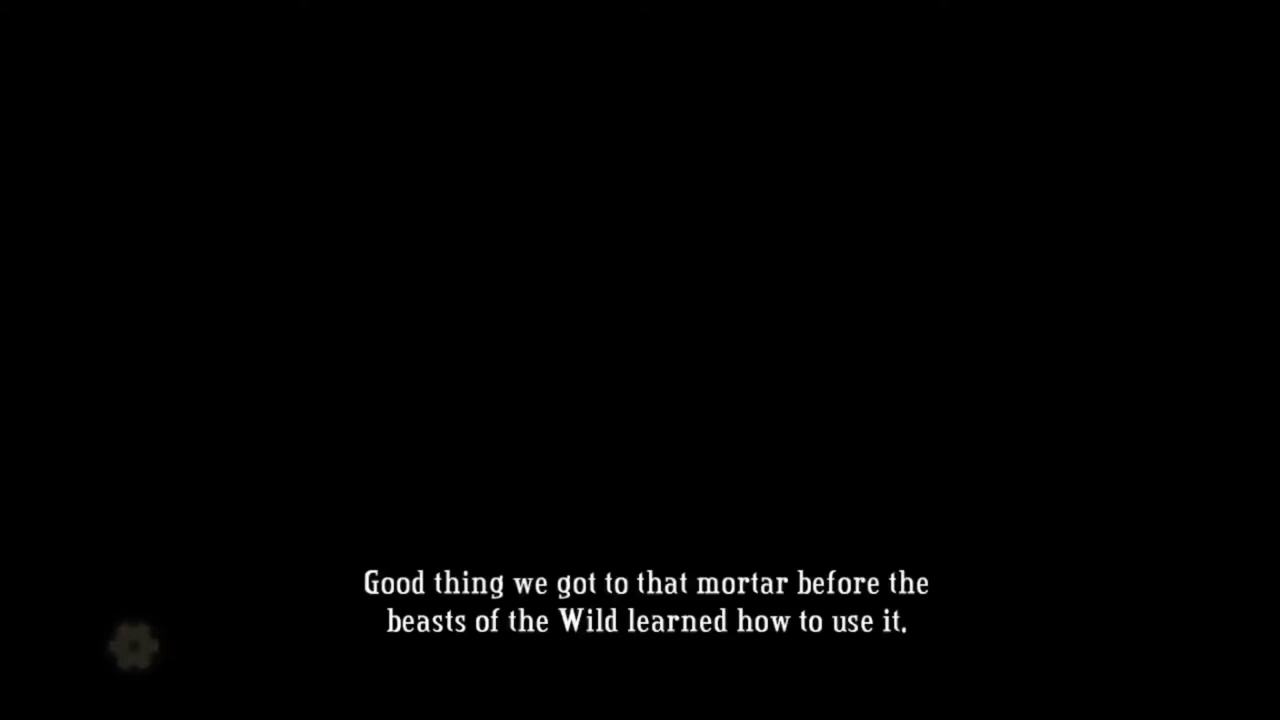 Good thing we got to that mortar before the
beasts of the Wild learned how to use it.